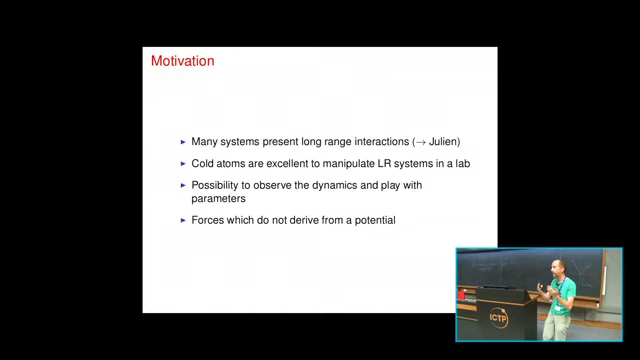 Motivation
▶ Many systems present long range interactions (→ Julien)
▶ Cold atoms are excellent to manipulate LR systems in a lab
▶ Possibility to observe the dynamics and play with
parameters
▶ Forces which do not derive from a potential
ICTP